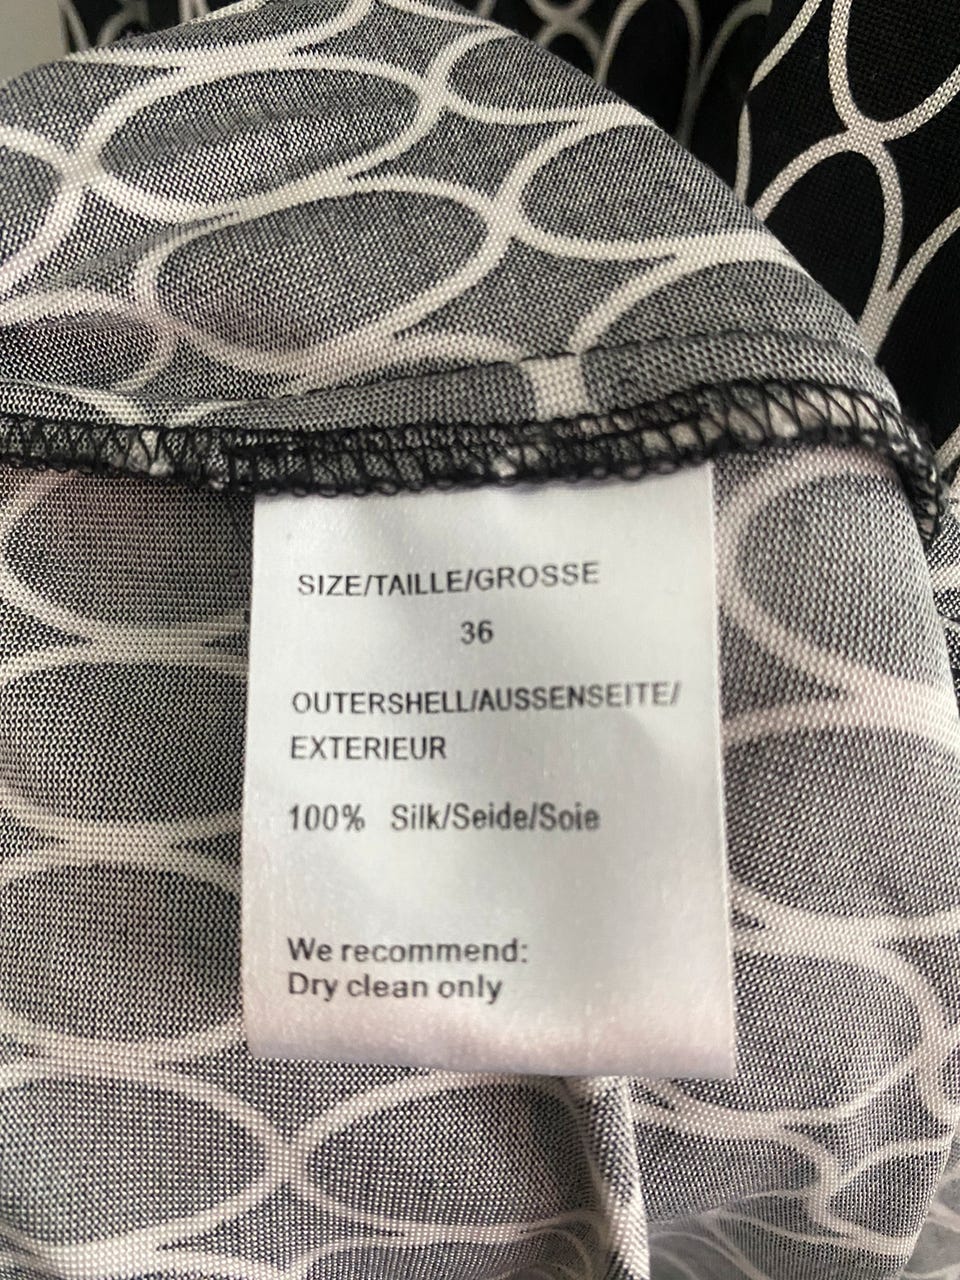 SIZE/TAILLE/GROSSE
36
OUTERSHELL/AUSSENSEITE/
EXTERIEUR
100% Silk/Seide/Soie
We recommend:
Dry clean only